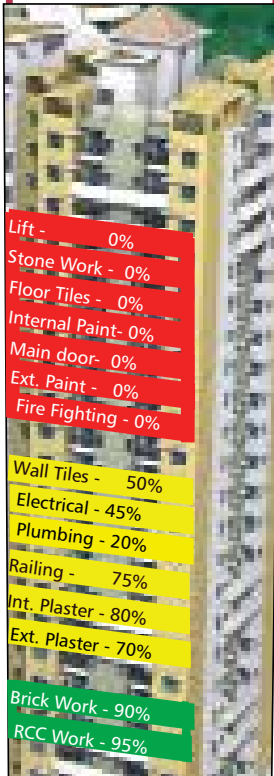 Lift - 0%
Stone Work - 0%
Floor Tiles - 0%
Internal Paint- 0%
Main door- 0%
Ext. Paint - 0%
Fire Fighting - 0%
Wall Tiles - 50%
Electrical - 45%
Plumbing - 20%
Railing - 75%
Int. Plaster - 80%
Ext. Plaster - 70%
Brick Work - 90%
RCC Work - 95%